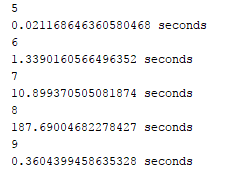 5
0.021168646360580468 seconds
6
1.3390160566496352 seconds
7
10.899370505081874 seconds
8
187.69004682278427 seconds
9
0.3604399458635328 seconds